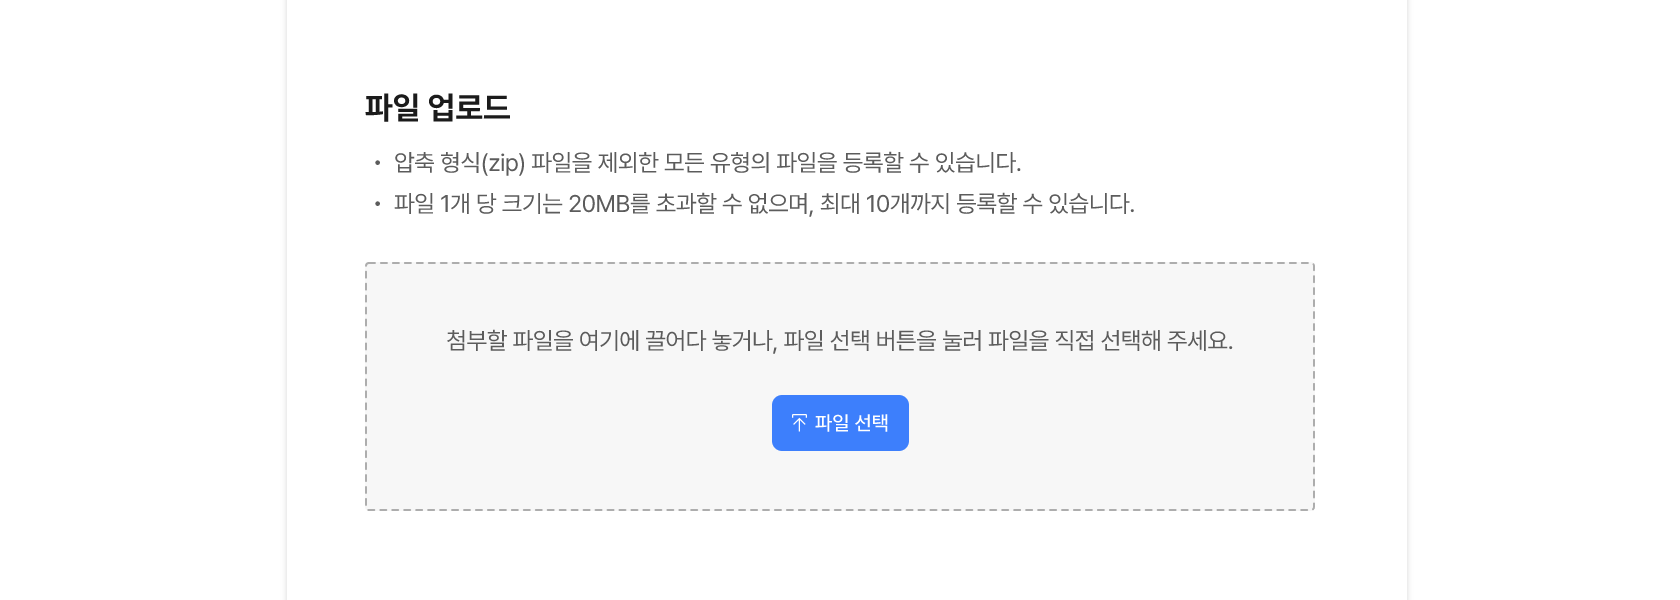 파일 업로드
• 압축 형식(zip) 파일을 제외한 모든 유형의 파일을 등록할 수 있습니다.
• 파일 1개 당 크기는 20MB를 초과할 수 없으며, 최대 10개까지 등록할 수 있습니다.
첨부할 파일을 여기에 끌어다 놓거나, 파일 선택 버튼을 눌러 파일을 직접 선택해 주세요.
파일 선택